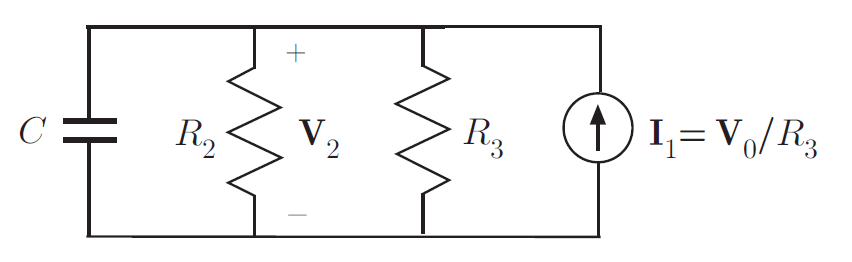 +
C
R₂
V₂
R₃
I₁= V₀/R₃
−